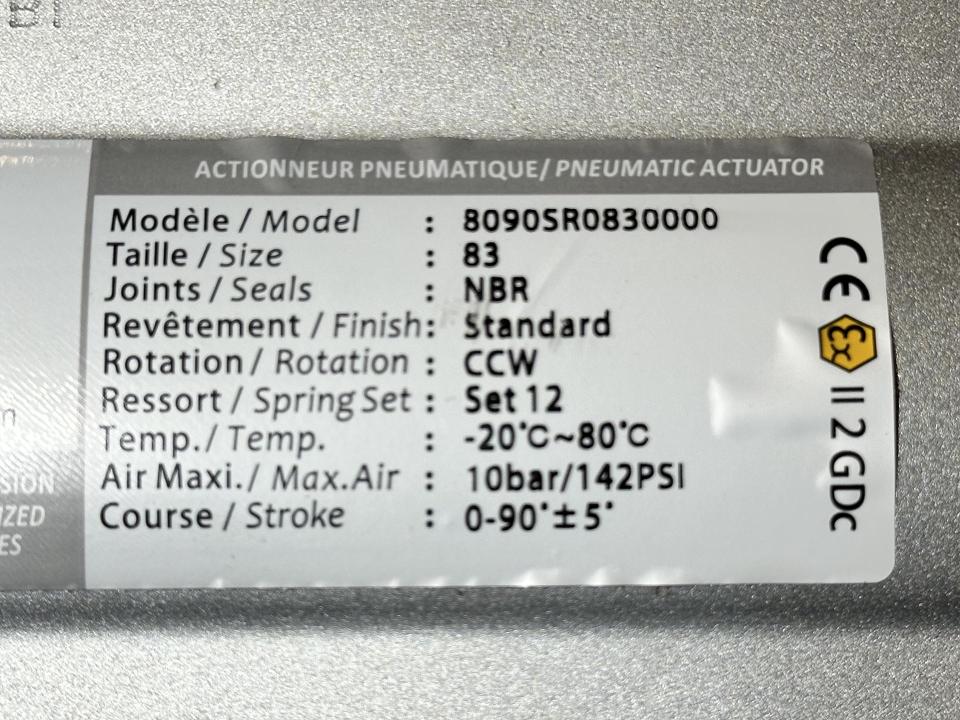 ACTIONNEUR PNEUMATIQUE/ PNEUMATIC ACTUATOR
Modèle / Model : 8090SR0830000
Taille / Size : 83
Joints / Seals : NBR
Revêtement / Finish: Standard
Rotation / Rotation : CCW
Ressort / Spring Set : Set 12
Temp./ Temp. : -20°C~80°C
Air Maxi./ Max.Air : 10bar/142PSI
Course / Stroke : 0-90°±5°
CE Ex II 2 GDc